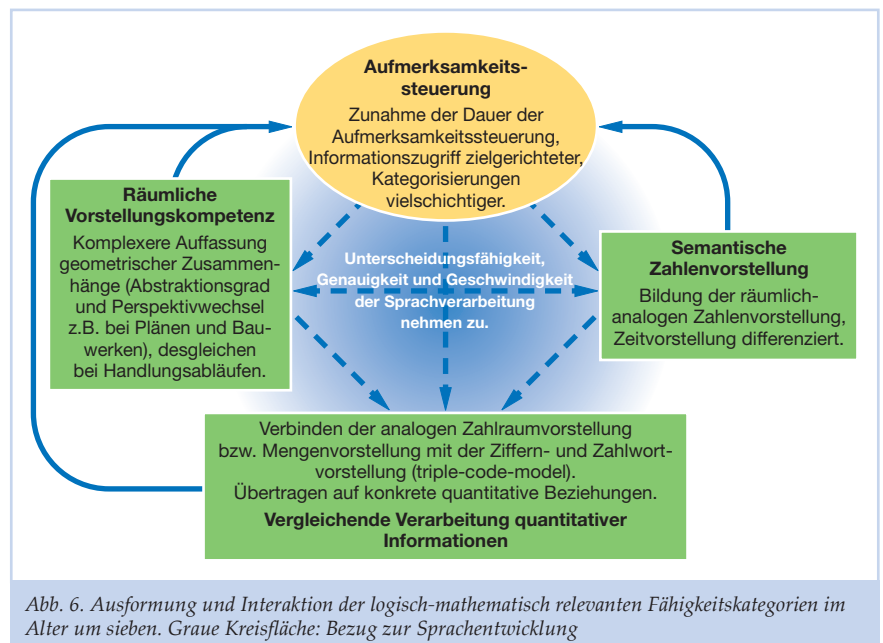 Aufmerksamkeits-
steuerung
Zunahme der Dauer der
Aufmerksamkeitssteuerung,
Informationszugriff zielgerichteter,
Kategorisierungen
vielschichtiger.
Räumliche
Vorstellungskompetenz
Komplexere Auffassung
geometrischer Zusammen-
hänge (Abstraktionsgrad
und Perspektivwechsel
z.B. bei Plänen und Bau-
werken), desgleichen
bei Handlungsabläufen.
Unterscheidungsfähigkeit,
Genauigkeit und Geschwindigkeit
der Sprachverarbeitung
nehmen zu.
Semantische
Zahlenvorstellung
Bildung der räumlich-
analogen Zahlenvorstellung,
Zeitvorstellung differenziert.
Verbinden der analogen Zahlraumvorstellung
bzw. Mengenvorstellung mit der Ziffern- und Zahlwort-
vorstellung (triple-code-model).
Übertragen auf konkrete quantitative Beziehungen.
Vergleichende Verarbeitung quantitativer
Informationen
Abb. 6. Ausformung und Interaktion der logisch-mathematisch relevanten Fähigkeitskategorien im
Alter um sieben. Graue Kreisfläche: Bezug zur Sprachentwicklung